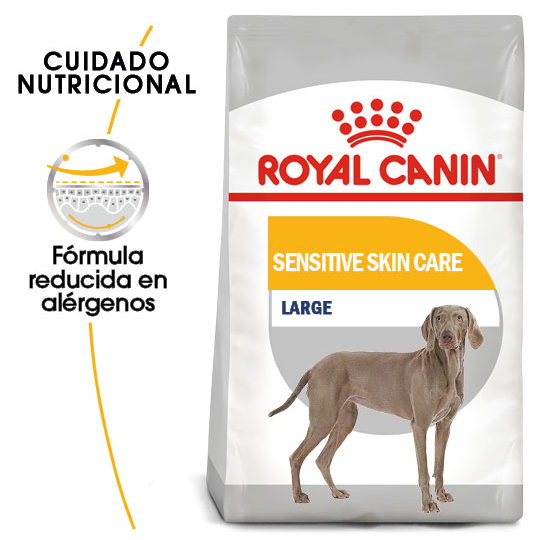 CUIDADO
NUTRICIONAL
Fórmula
reducida en
alérgenos
ROYAL CANIN®
SENSITIVE SKIN CARE
LARGE